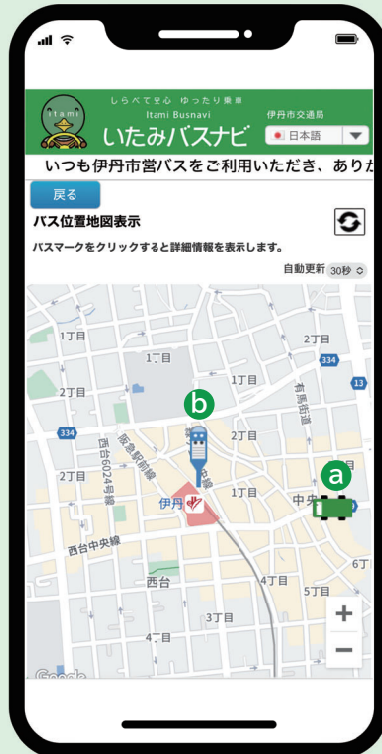 itami
しらべて安心 ゆったり乗車
Itami Busnavi
いたみバスナビ
伊丹市交通局
日本語
いつも伊丹市営バスをご利用いただき、ありが
戻る
バス位置地図表示
バスマークをクリックすると詳細情報を表示します。
自動更新 30秒
1丁目
1丁目
2丁目
334
2丁目
1丁目
有馬街道
13
b
334
西台6024号線
阪急駅前線
2丁目
a
2丁目
1丁目
中央
伊丹
西台中央線
6丁
西台
4丁目
5丁目
3丁目
4丁目
+
−
Google